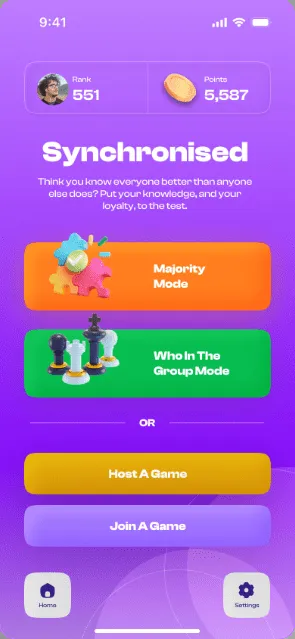 9:41
Rank
551
Points
5,587
Synchronised
Think you know everyone better than anyone
else does? Put your knowledge, and your
loyalty, to the test.
Majority
Mode
Who In The
Group Mode
OR
Host A Game
Join A Game
Home
Settings